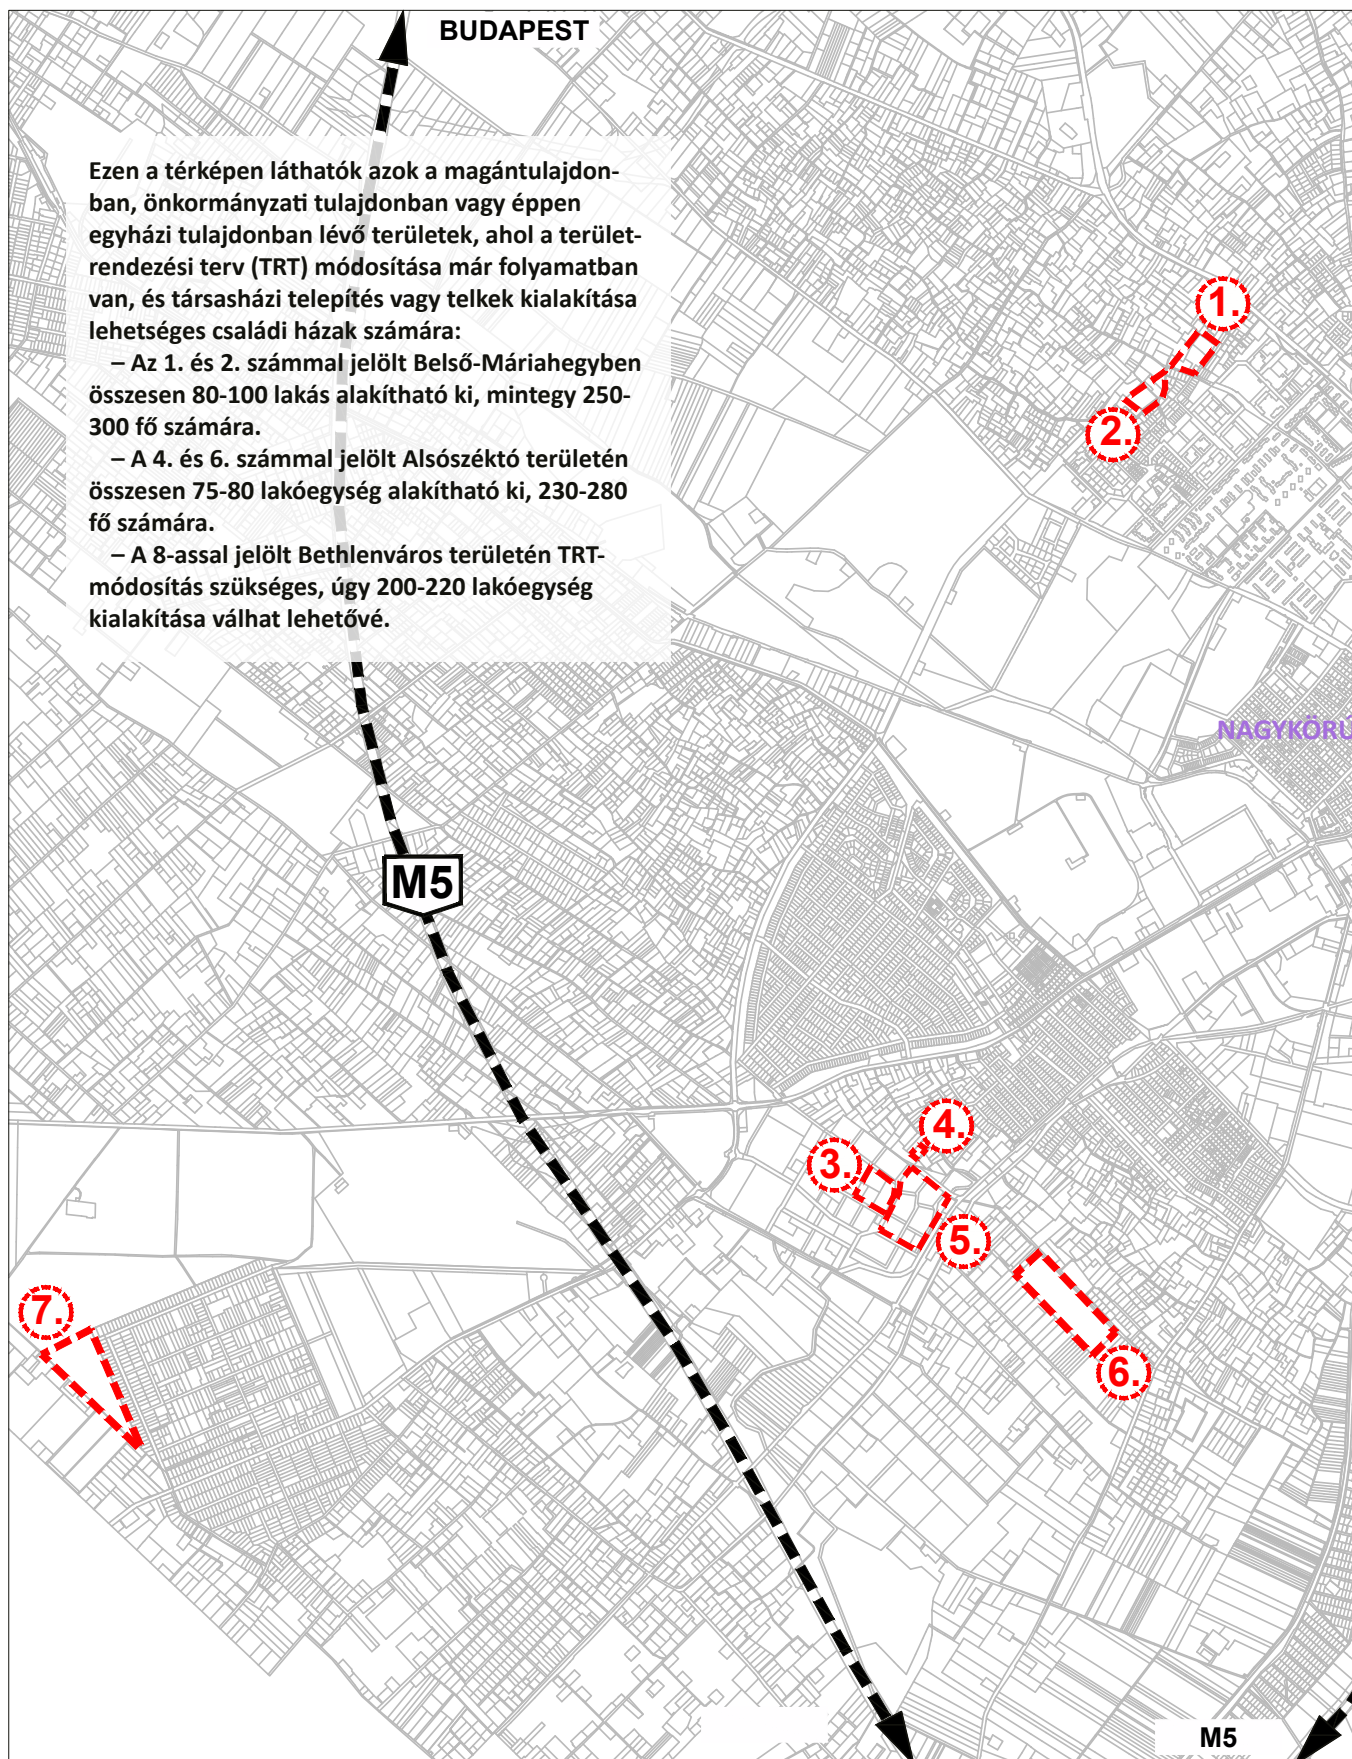 BUDAPEST
Ezen a térképen láthatók azok a magántulajdon-
ban, önkormányzati tulajdonban vagy éppen
egyházi tulajdonban lévő területek, ahol a terület-
rendezési terv (TRT) módosítása már folyamatban
van, és társasházi telepítés vagy telkek kialakítása
lehetséges családi házak számára:
– Az 1. és 2. számmal jelölt Belső-Máriahegyben
összesen 80-100 lakás alakítható ki, mintegy 250-
300 fő számára.
– A 4. és 6. számmal jelölt Alsószéktó területén
összesen 75-80 lakóegység alakítható ki, 230-280
fő számára.
– A 8-assal jelölt Bethlenváros területén TRT-
módosítás szükséges, úgy 200-220 lakóegység
kialakítása válhat lehetővé.
1.
2.
NAGYKÖRÚ
M5
4.
3.
5.
7.
6.
M5